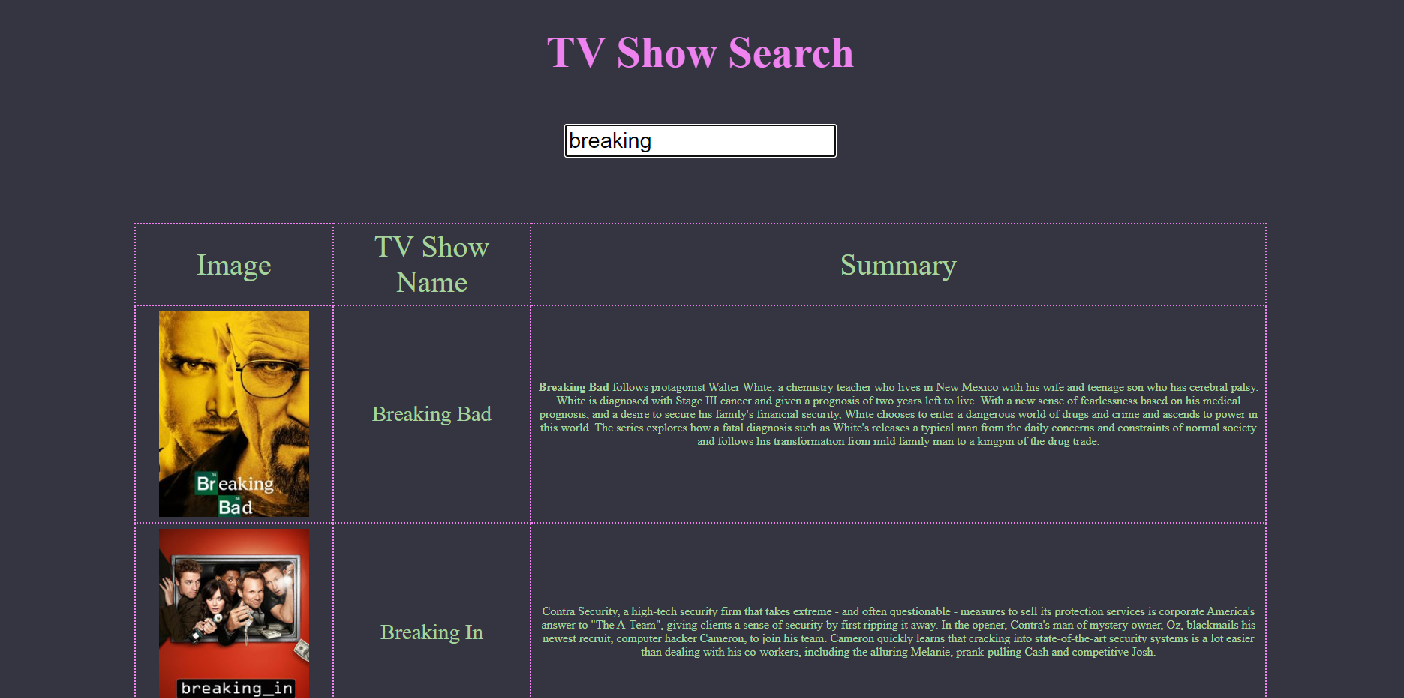 TV Show Search
breaking
Image
TV Show
Name
Summary
Breaking
Bad
Breaking Bad
Breaking Bad follows protagonist Walter White, a chemistry teacher who lives in New Mexico with his wife and teenage son who has cerebral palsy.
White is diagnosed with Stage III cancer and given a prognosis of two years left to live. With a new sense of fearlessness based on his medical
prognosis, and a desire to secure his family's financial security, White chooses to enter a dangerous world of drugs and crime and ascends to power in
this world. The series explores how a fatal diagnosis such as White's releases a typical man from the daily concerns and constraints of normal society
and follows his transformation from mild family man to a kingpin of the drug trade.
breaking_in
Breaking In
Contra Security, a high-tech security firm that takes extreme - and often questionable - measures to sell its protection services is corporate America's
answer to "The A-Team", giving clients a sense of security by first ripping it away. In the opener, Contra's man of mystery owner, Oz, blackmails his
newest recruit, computer hacker Cameron, to join his team. Cameron quickly learns that cracking into state-of-the-art security systems is a lot easier
than dealing with his co-workers, including the alluring Melanie, prank pulling Cash and competitive Josh.